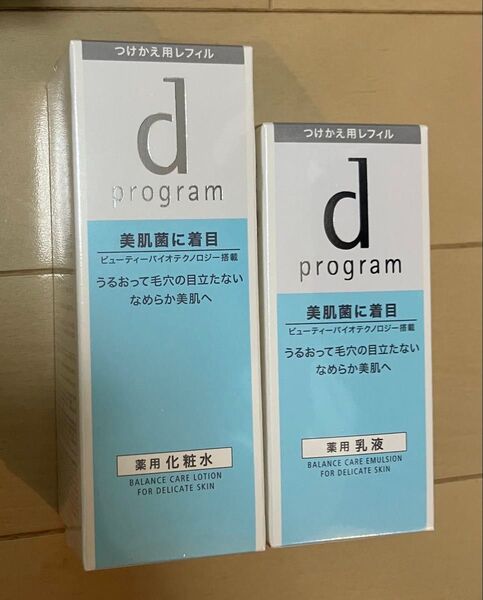 つけかえ用レフィル
d
program
美肌菌に着目
ビューティーバイオテクノロジー搭載
うるおって毛穴の目立たない
なめらか美肌へ
薬用 化粧水
BALANCE CARE LOTION
FOR DELICATE SKIN
つけかえ用レフィル
d
program
美肌菌に着目
ビューティーバイオテクノロジー搭載
うるおって毛穴の目立たない
なめらか美肌へ
薬用 乳液
BALANCE CARE EMULSION
FOR DELICATE SKIN